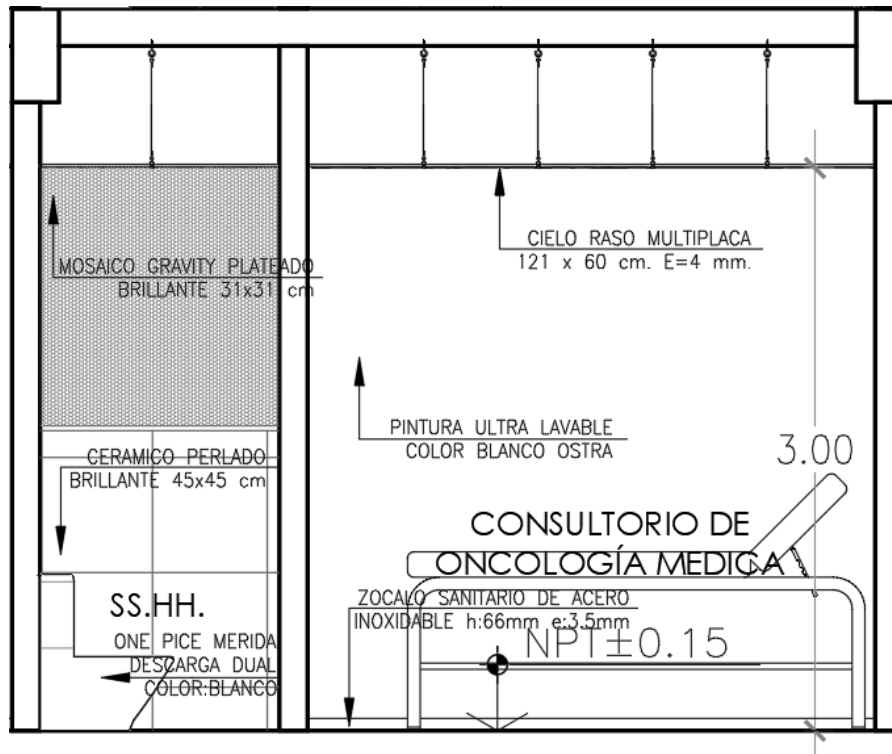 CIELO RASO MULTIPLACA
121 x 60 cm. E=4 mm.
MOSAICO GRAVITY PLATEADO
BRILLANTE 31x31 cm
PINTURA ULTRA LAVABLE
COLOR BLANCO OSTRA
3.00
CERAMICO PERLADO
BRILLANTE 45x45 cm
CONSULTORIO DE
ONCOLOGÍA MEDICA
SS.HH.
ZOCALO SANITARIO DE ACERO
INOXIDABLE h:66mm e:3.5mm
ONE PICE MERIDA
DESCARGA DUAL
COLOR:BLANCO
NPT±0.15